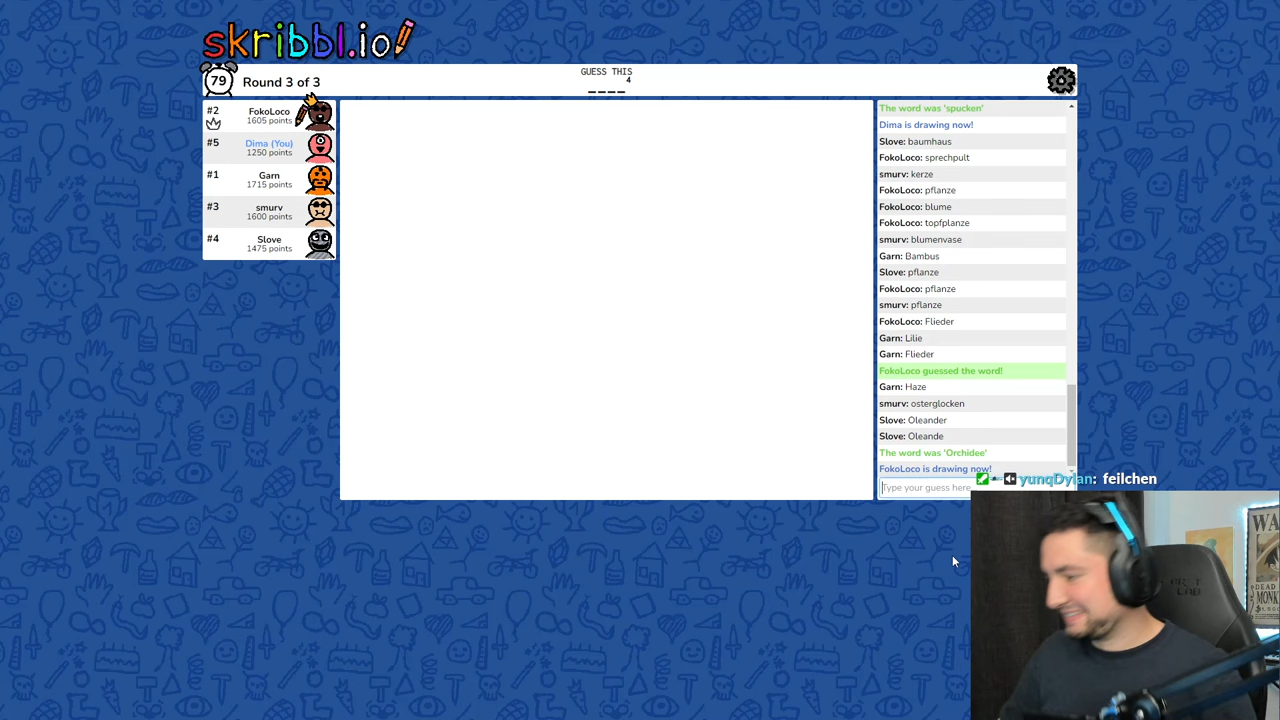 skribbl.io
79
Round 3 of 3
GUESS THIS
4
____
#2
FokoLoco
1605 points
#5
Dima (You)
1250 points
#1
Garn
1715 points
#3
smurv
1600 points
#4
Slove
1475 points
The word was 'spucken'
Dima is drawing now!
Slove: baumhaus
FokoLoco: sprechpult
smurv: kerze
FokoLoco: pflanze
FokoLoco: blume
FokoLoco: topfplanze
smurv: blumenvase
Garn: Bambus
Slove: pflanze
FokoLoco: pflanze
smurv: pflanze
FokoLoco: Flieder
Garn: Lilie
Garn: Flieder
FokoLoco guessed the word!
Garn: Haze
smurv: osterglocken
Slove: Oleander
Slove: Oleande
The word was 'Orchidee'
FokoLoco is drawing now!
Type your guess here
yunqDylan: feilchen
DEAD